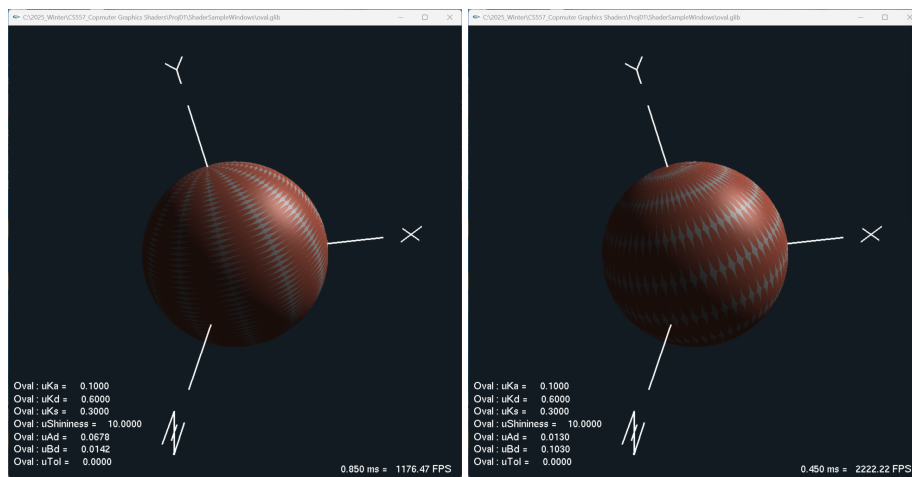 C:\2025_Winter\CS557_Copmuter Graphics Shaders\Proj01\ShaderSampleWindows\oval.glib
Y
X
Z
Oval : uKa = 0.1000
Oval : uKd = 0.6000
Oval : uKs = 0.3000
Oval : uShininess = 10.0000
Oval : uAd = 0.0678
Oval : uBd = 0.0142
Oval : uTol = 0.0000
0.850 ms = 1176.47 FPS
C:\2025_Winter\CS557_Copmuter Graphics Shaders\Proj01\ShaderSampleWindows\oval.glib
Y
X
Z
Oval : uKa = 0.1000
Oval : uKd = 0.6000
Oval : uKs = 0.3000
Oval : uShininess = 10.0000
Oval : uAd = 0.0130
Oval : uBd = 0.1030
Oval : uTol = 0.0000
0.450 ms = 2222.22 FPS